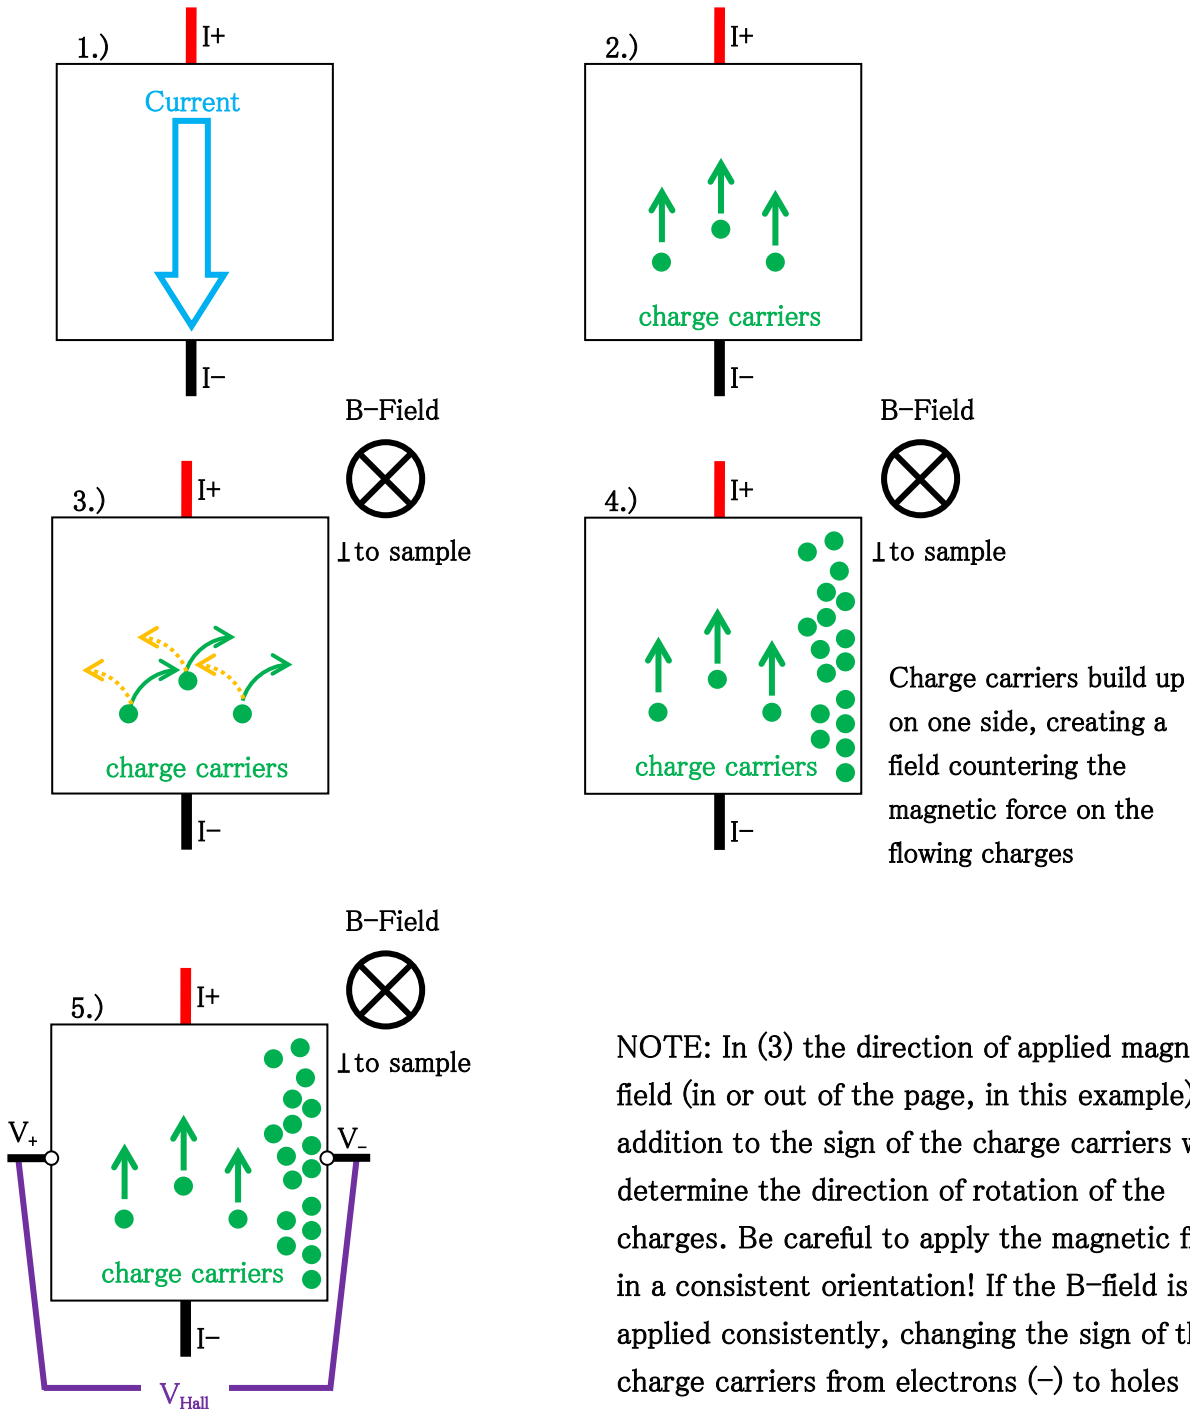 1.)
I+
Current
I−
2.)
I+
charge carriers
I−
B−Field
3.)
I+
⊥to sample
charge carriers
I−
B−Field
4.)
I+
⊥to sample
charge carriers
I−
Charge carriers build up
on one side, creating a
field countering the
magnetic force on the
flowing charges
B−Field
5.)
I+
⊥to sample
V+
V−
charge carriers
I−
VHall
NOTE: In (3) the direction of applied magn
field (in or out of the page, in this example)
addition to the sign of the charge carriers
determine the direction of rotation of the
charges. Be careful to apply the magnetic
in a consistent orientation! If the B−field is
applied consistently, changing the sign of
charge carriers from electrons (−) to holes